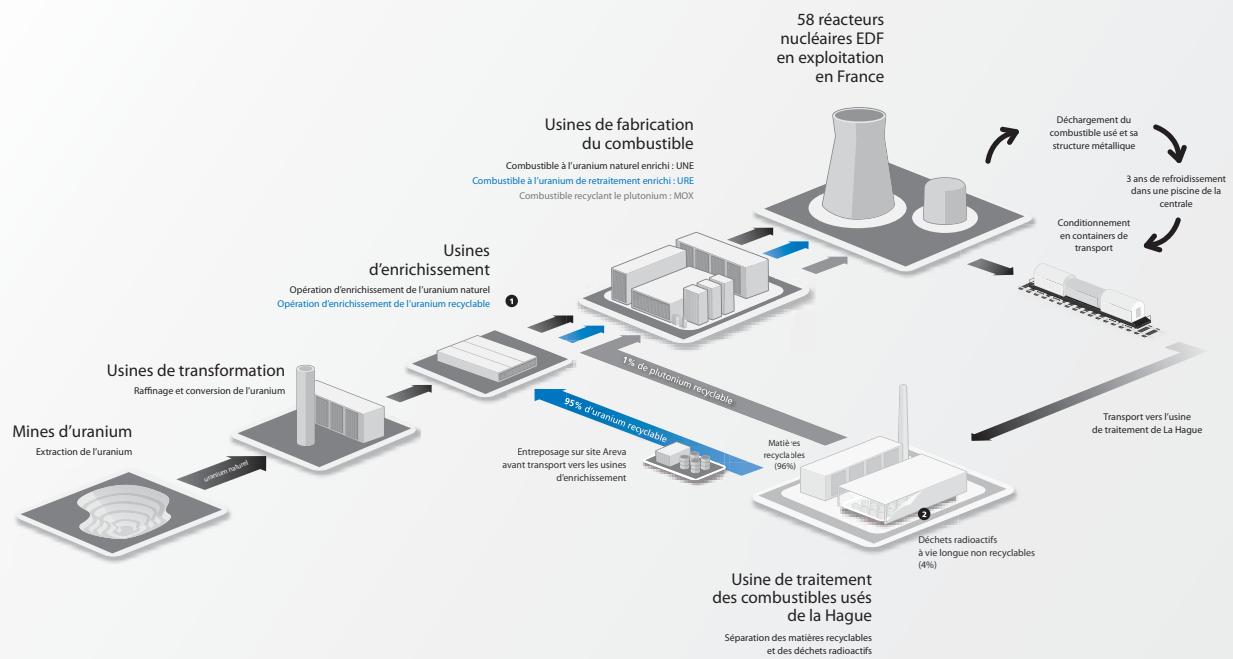 58 réacteurs
nucléaires EDF
en exploitation
en France
Usines de fabrication
du combustible
Combustible à l'uranium naturel enrichi : UNE
Combustible à l'uranium de retraitement enrichi : URE
Combustible recyclant le plutonium : MOX
Déchargement du
combustible usé et sa
structure métallique
3 ans de refroidissement
dans une piscine de la
centrale
Conditionnement
en containers de
transport
Usines
d'enrichissement
Opération d'enrichissement de l'uranium naturel
Opération d'enrichissement de l'uranium recyclable
1
Usines de transformation
Raffinage et conversion de l'uranium
Mines d'uranium
Extraction de l'uranium
uranium naturel
1% de plutonium recyclable
95% d'uranium recyclable
Entreposage sur site Areva
avant transport vers les usines
d'enrichissement
Matières
recyclables
(96%)
Transport vers l'usine
de traitement de La Hague
2
Déchets radioactifs
à vie longue non recyclables
(4%)
Usine de traitement
des combustibles usés
de la Hague
Séparation des matières recyclables
et des déchets radioactifs